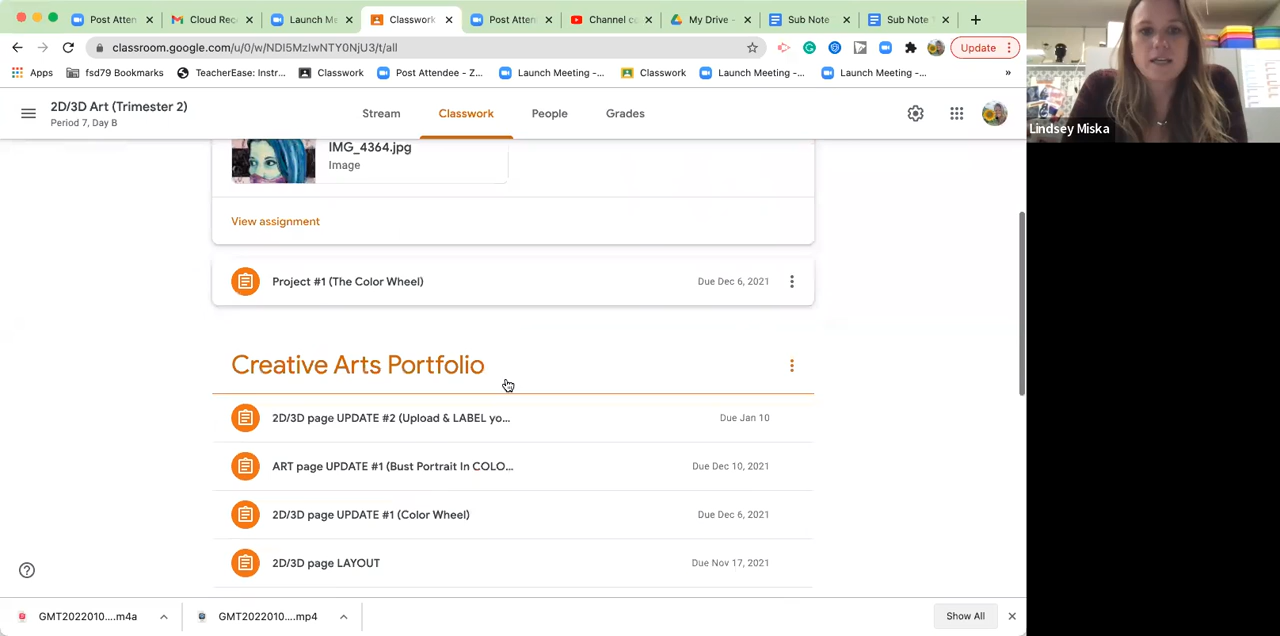 Post Atten
Cloud Rec
Launch Me
Classwork
Post Atten
Channel co
My Drive -
Sub Note
Sub Note
classroom.google.com/u/0/w/NDI5MzIwNTY0NjU3/t/all
Update
Apps
fsd79 Bookmarks
TeacherEase: Instr...
Classwork
Post Attendee - Z...
Launch Meeting -...
Classwork
Launch Meeting -...
Launch Meeting -...
»
2D/3D Art (Trimester 2)
Period 7, Day B
Stream
Classwork
People
Grades
Lindsey Miska
IMG_4364.jpg
Image
View assignment
Project #1 (The Color Wheel)
Due Dec 6, 2021
Creative Arts Portfolio
2D/3D page UPDATE #2 (Upload & LABEL yo...
Due Jan 10
ART page UPDATE #1 (Bust Portrait In COLO...
Due Dec 10, 2021
2D/3D page UPDATE #1 (Color Wheel)
Due Dec 6, 2021
2D/3D page LAYOUT
Due Nov 17, 2021
GMT2022010....m4a
GMT2022010....mp4
Show All